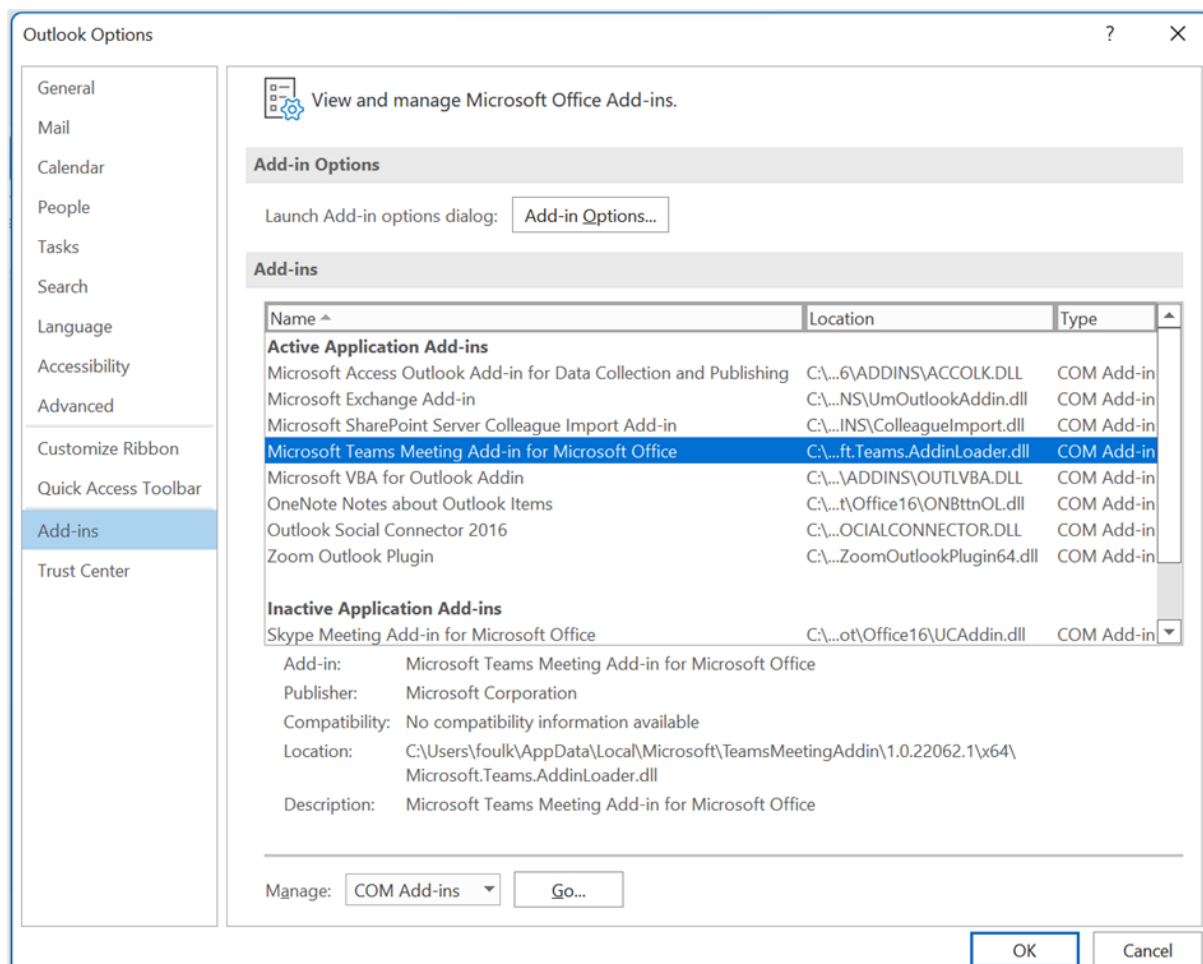 Outlook Options ?
General
Mail
Calendar
People
Tasks
Search
Language
Accessibility
Advanced
Customize Ribbon
Quick Access Toolbar
Add-ins
Trust Center
View and manage Microsoft Office Add-ins.
Add-in Options
Launch Add-in options dialog: Add-in Options...
Add-ins
Name Location Type
Active Application Add-ins
Microsoft Access Outlook Add-in for Data Collection and Publishing C:\...6\ADDINS\ACCOLK.DLL COM Add-in
Microsoft Exchange Add-in C:\...NS\UmOutlookAddin.dll COM Add-in
Microsoft SharePoint Server Colleague Import Add-in C:\...INS\ColleagueImport.dll COM Add-in
Microsoft Teams Meeting Add-in for Microsoft Office C:\...ft.Teams.AddinLoader.dll COM Add-in
Microsoft VBA for Outlook Addin C:\...\ADDINS\OUTLVBA.DLL COM Add-in
OneNote Notes about Outlook Items C:\...t\Office16\ONBttnOL.dll COM Add-in
Outlook Social Connector 2016 C:\...OCIALCONNECTOR.DLL COM Add-in
Zoom Outlook Plugin C:\...ZoomOutlookPlugin64.dll COM Add-in
Inactive Application Add-ins
Skype Meeting Add-in for Microsoft Office C:\...ot\Office16\UCAddin.dll COM Add-in
Add-in: Microsoft Teams Meeting Add-in for Microsoft Office
Publisher: Microsoft Corporation
Compatibility: No compatibility information available
Location: C:\Users\foulk\AppData\Local\Microsoft\TeamsMeetingAddin\1.0.22062.1\x64\
Microsoft.Teams.AddinLoader.dll
Description: Microsoft Teams Meeting Add-in for Microsoft Office
Manage: COM Add-ins Go...
OK Cancel